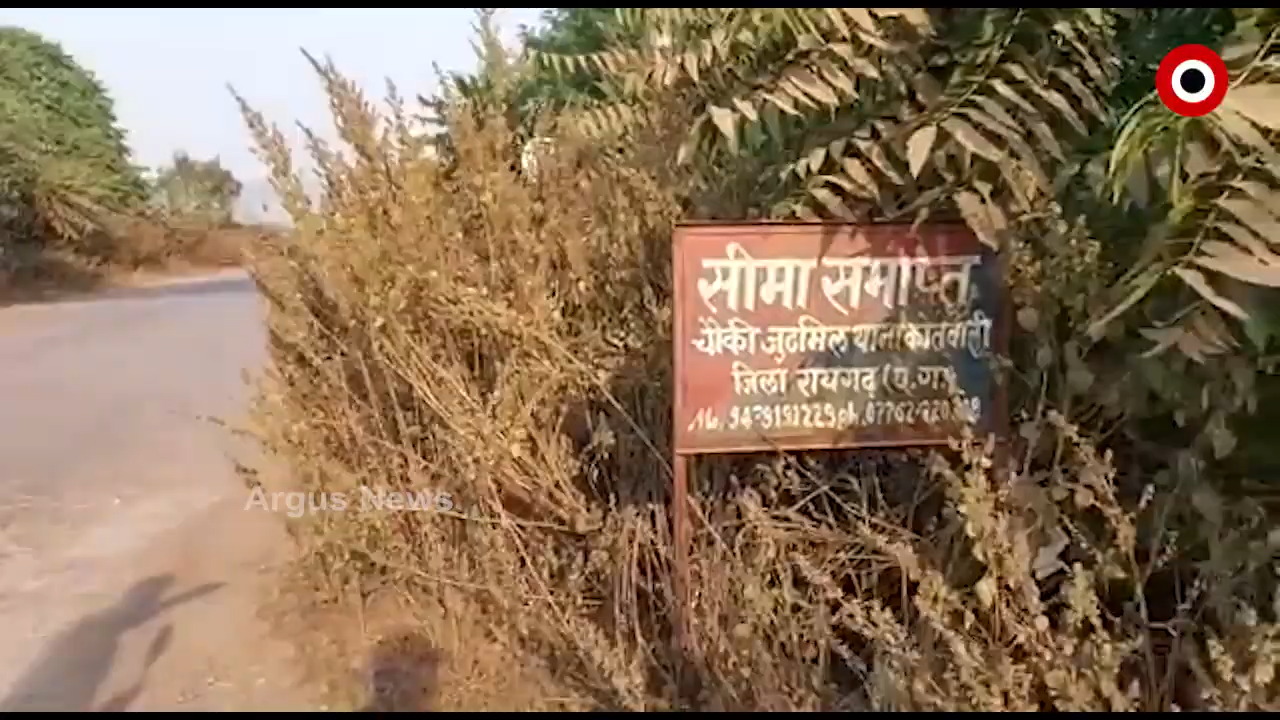 सीमा समाप्त
चौकी जुटमिल थाना कोतवाली
जिला रायगढ़ (छ.ग.)
Argus News